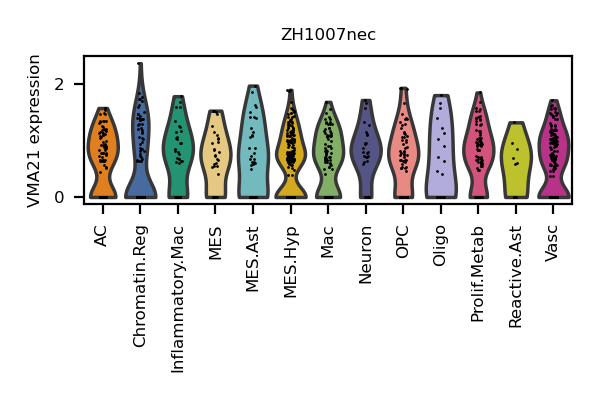 ZH1007nec
VMA21 expression
2
0
AC
Chromatin.Reg
Inflammatory.Mac
MES
MES.Ast
MES.Hyp
Mac
Neuron
OPC
Oligo
Prolif.Metab
Reactive.Ast
Vasc